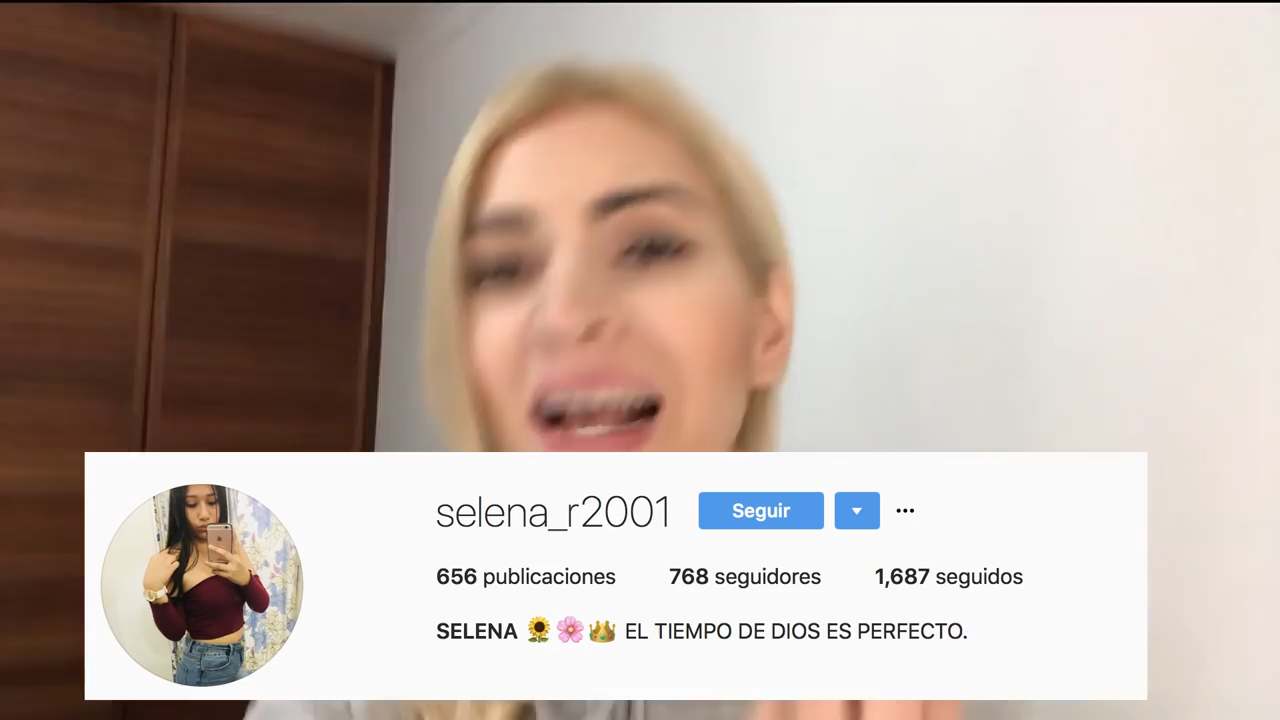 selena_r2001 Seguir ...
656 publicaciones 768 seguidores 1,687 seguidos
SELENA 🌻🌸👑 EL TIEMPO DE DIOS ES PERFECTO.